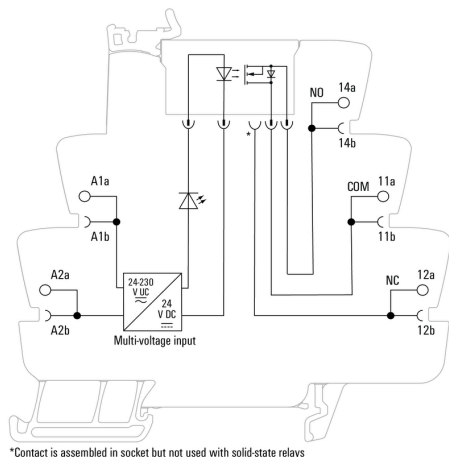 NO
14a
14b
*
A1a
A1b
COM
11a
11b
A2a
A2b
24-230
V UC
24
V DC
NC
12a
12b
Multi-voltage input
*Contact is assembled in socket but not used with solid-state relays